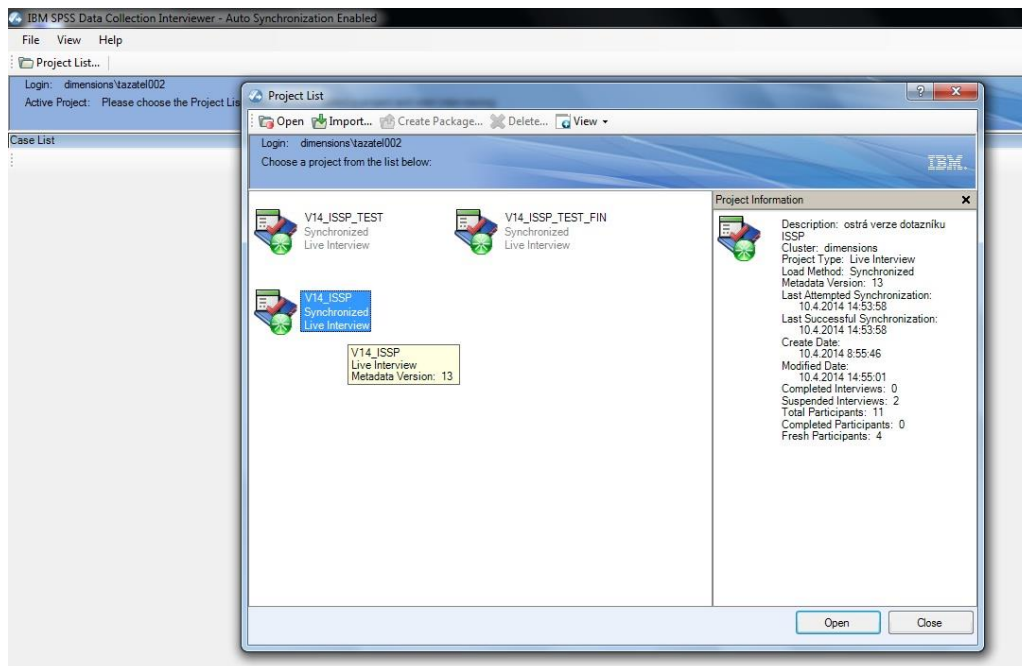 IBM SPSS Data Collection Interviewer - Auto Synchronization Enabled
File View Help
Project List...
Login: dimensions\tazatel002
Active Project: Please choose the Project Lis
Case List
Project List
Open Import... Create Package... Delete... View
Login: dimensions\tazatel002
Choose a project from the list below:
IBM.
V14_ISSP_TEST
Synchronized
Live Interview
V14_ISSP_TEST_FIN
Synchronized
Live Interview
V14_ISSP
Synchronized
Live Interview
V14_ISSP
Live Interview
Metadata Version: 13
Project Information
Description: ostrá verze dotazníku
ISSP
Cluster: dimensions
Project Type: Live Interview
Load Method: Synchronized
Metadata Version: 13
Last Attempted Synchronization:
10.4.2014 14:53:58
Last Successful Synchronization:
10.4.2014 14:53:58
Create Date:
10.4.2014 8:55:46
Modified Date:
10.4.2014 14:55:01
Completed Interviews: 0
Suspended Interviews: 2
Total Participants: 11
Completed Participants: 0
Fresh Participants: 4
Open Close